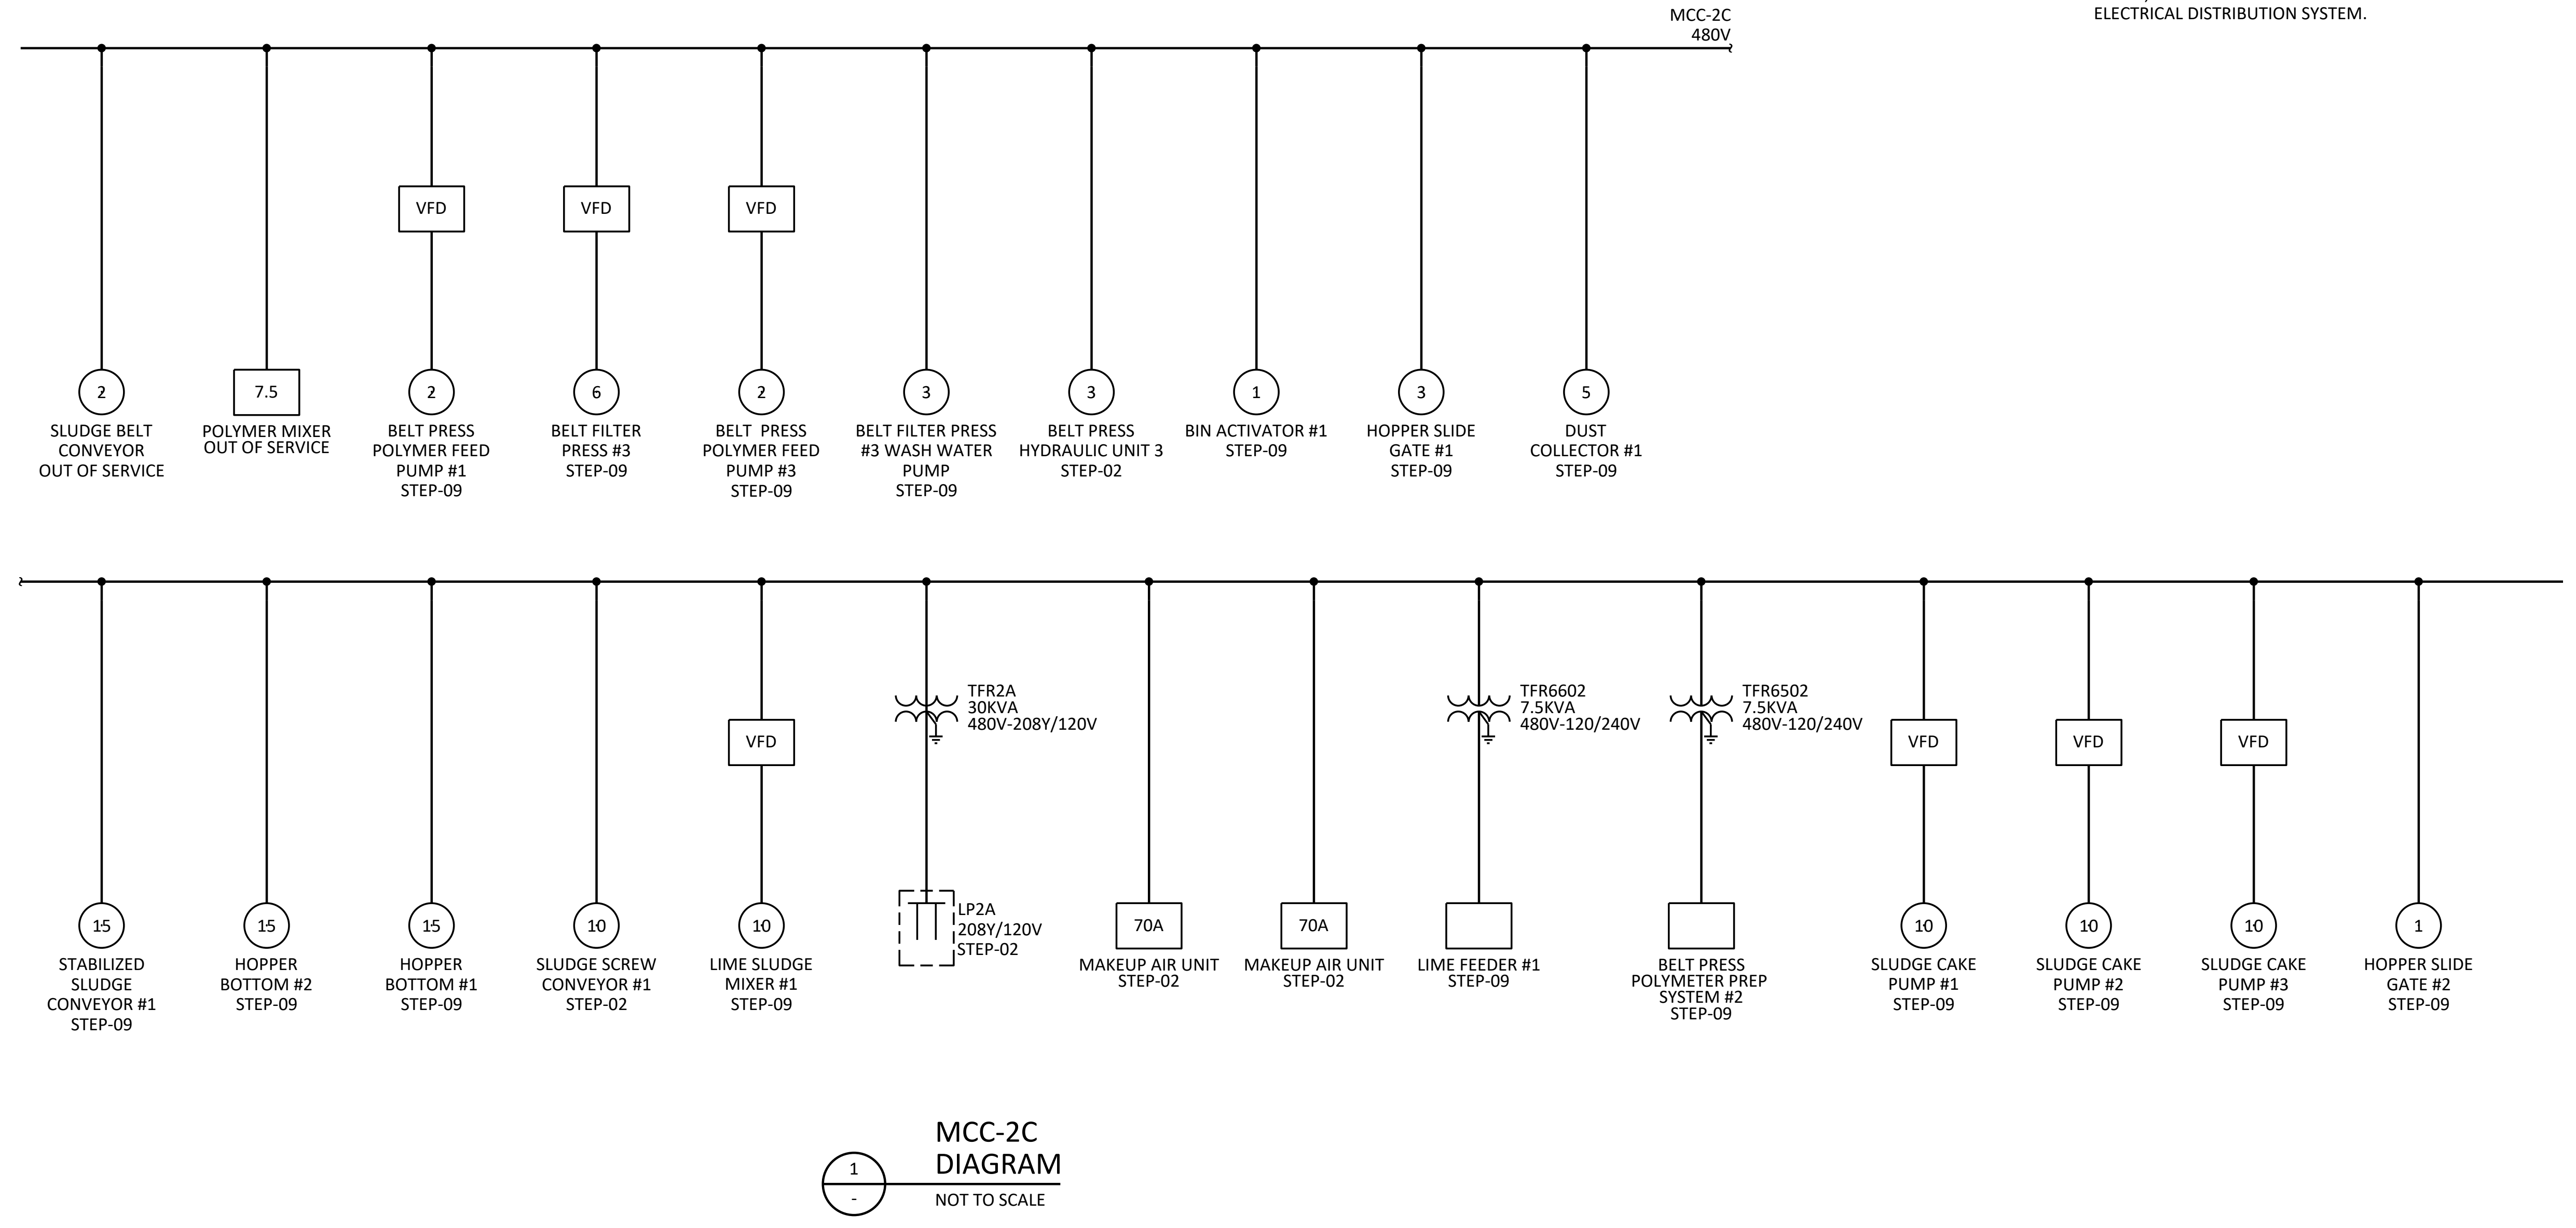 ELECTRICAL DISTRIBUTION SYSTEM.
MCC-2C
480V
VFD
VFD
VFD
2
7.5
2
6
2
3
3
1
3
5
SLUDGE BELT
CONVEYOR
OUT OF SERVICE
POLYMER MIXER
OUT OF SERVICE
BELT PRESS
POLYMER FEED
PUMP #1
STEP-09
BELT FILTER
PRESS #3
STEP-09
BELT PRESS
POLYMER FEED
PUMP #3
STEP-09
BELT FILTER PRESS
#3 WASH WATER
PUMP
STEP-09
BELT PRESS
HYDRAULIC UNIT 3
STEP-02
BIN ACTIVATOR #1
STEP-09
HOPPER SLIDE
GATE #1
STEP-09
DUST
COLLECTOR #1
STEP-09
VFD
TFR2A
30KVA
480V-208Y/120V
TFR6602
7.5KVA
480V-120/240V
TFR6502
7.5KVA
480V-120/240V
VFD
VFD
VFD
15
15
15
10
10
LP2A
208Y/120V
STEP-02
70A
70A
10
10
10
1
STABILIZED
SLUDGE
CONVEYOR #1
STEP-09
HOPPER
BOTTOM #2
STEP-09
HOPPER
BOTTOM #1
STEP-09
SLUDGE SCREW
CONVEYOR #1
STEP-02
LIME SLUDGE
MIXER #1
STEP-09
MAKEUP AIR UNIT
STEP-02
MAKEUP AIR UNIT
STEP-02
LIME FEEDER #1
STEP-09
BELT PRESS
POLYMETER PREP
SYSTEM #2
STEP-09
SLUDGE CAKE
PUMP #1
STEP-09
SLUDGE CAKE
PUMP #2
STEP-09
SLUDGE CAKE
PUMP #3
STEP-09
HOPPER SLIDE
GATE #2
STEP-09
1
-
MCC-2C
DIAGRAM
NOT TO SCALE